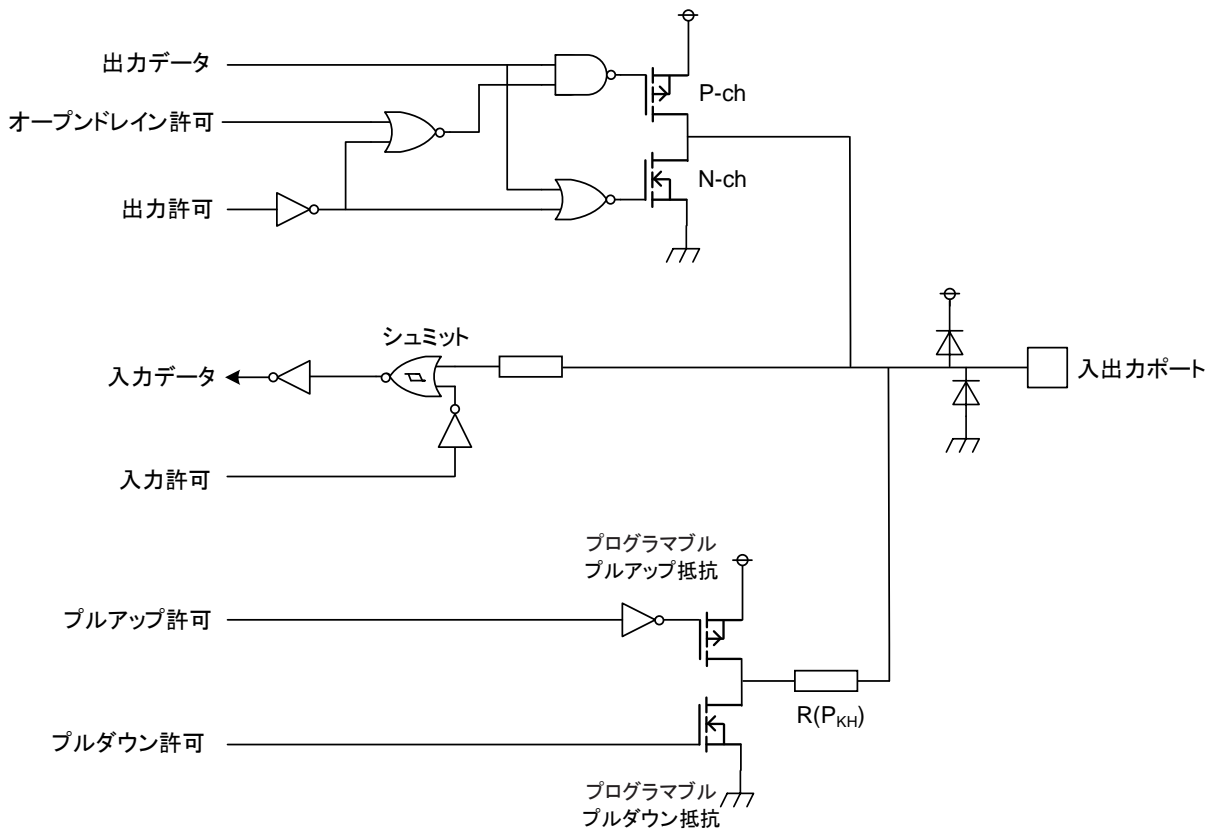 出力データ
オープンドレイン許可
出力許可
P-ch
N-ch
シュミット
入力データ
入力許可
入出力ポート
プログラマブル
プルアップ抵抗
プルアップ許可
R(PKH)
プルダウン許可
プログラマブル
プルダウン抵抗